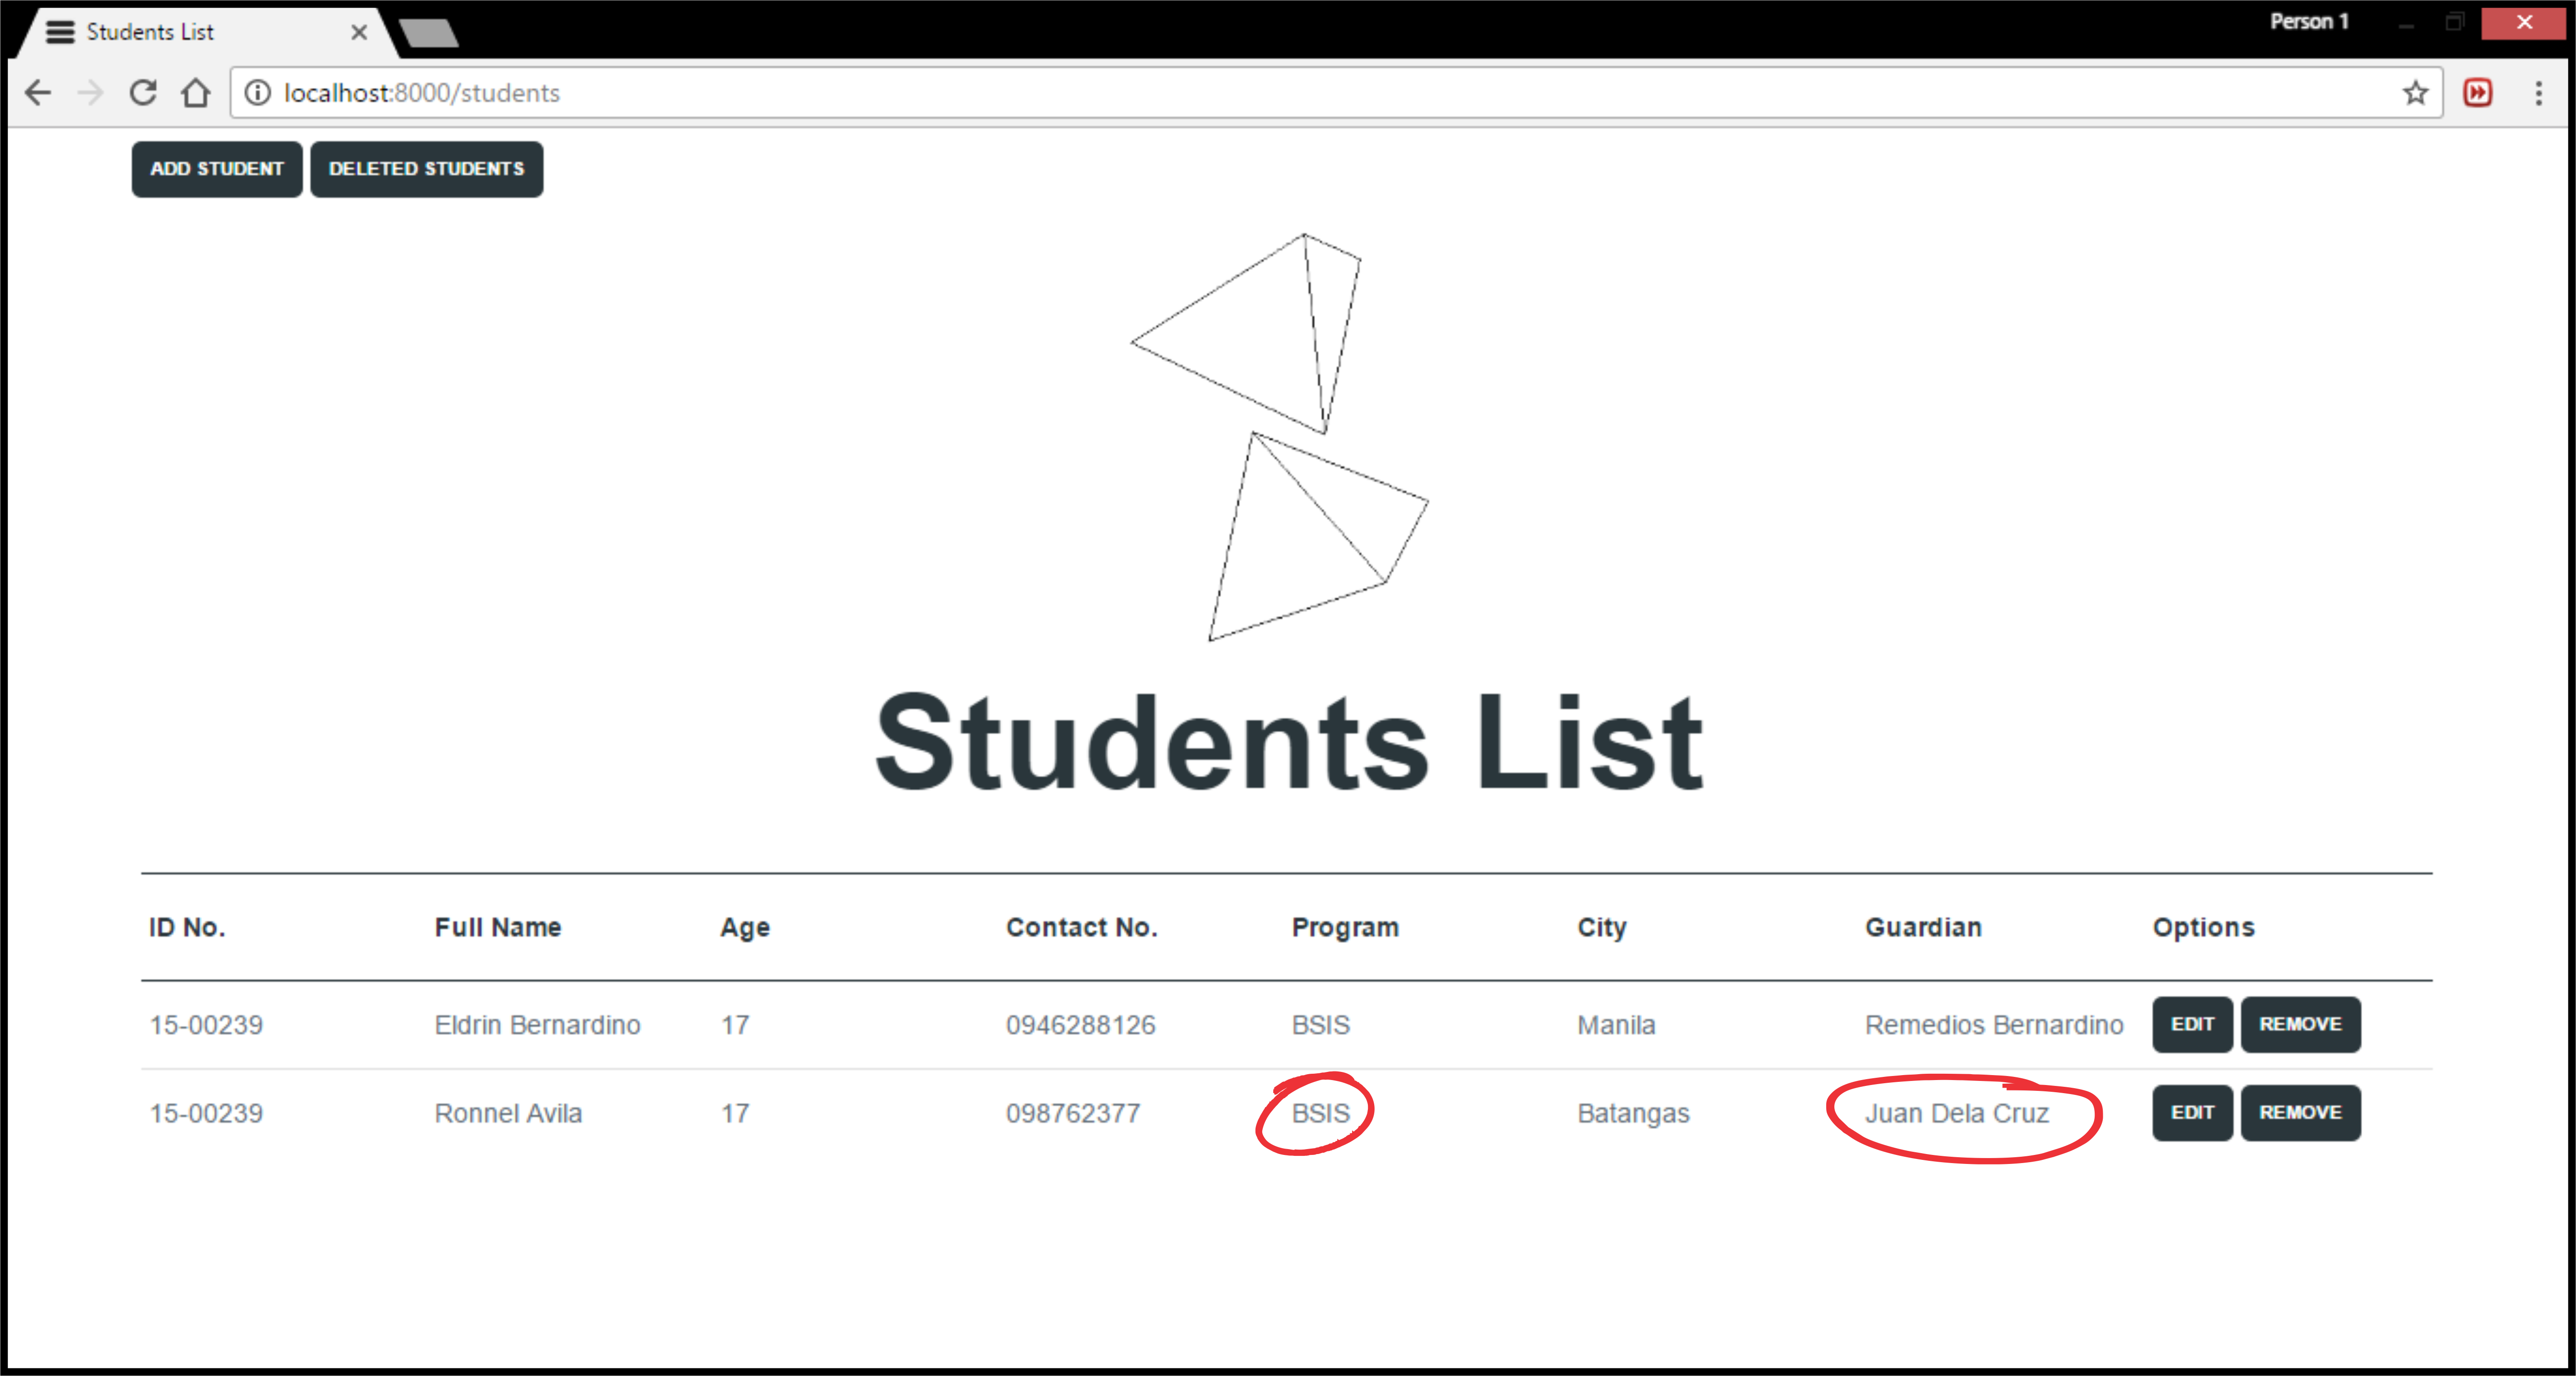 Students List
Person 1
localhost:8000/students
ADD STUDENT DELETED STUDENTS
Students List
ID No. Full Name Age Contact No. Program City Guardian Options
15-00239 Eldrin Bernardino 17 0946288126 BSIS Manila Remedios Bernardino EDIT REMOVE
15-00239 Ronnel Avila 17 098762377 BSIS Batangas Juan Dela Cruz EDIT REMOVE